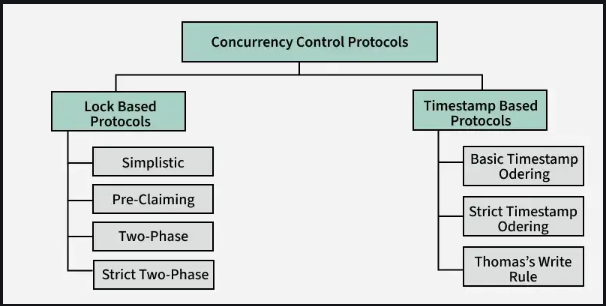 Concurrency Control Protocols
Lock Based
Protocols
Simplistic
Pre-Claiming
Two-Phase
Strict Two-Phase
Timestamp Based
Protocols
Basic Timestamp
Odering
Strict Timestamp
Odering
Thomas's Write
Rule